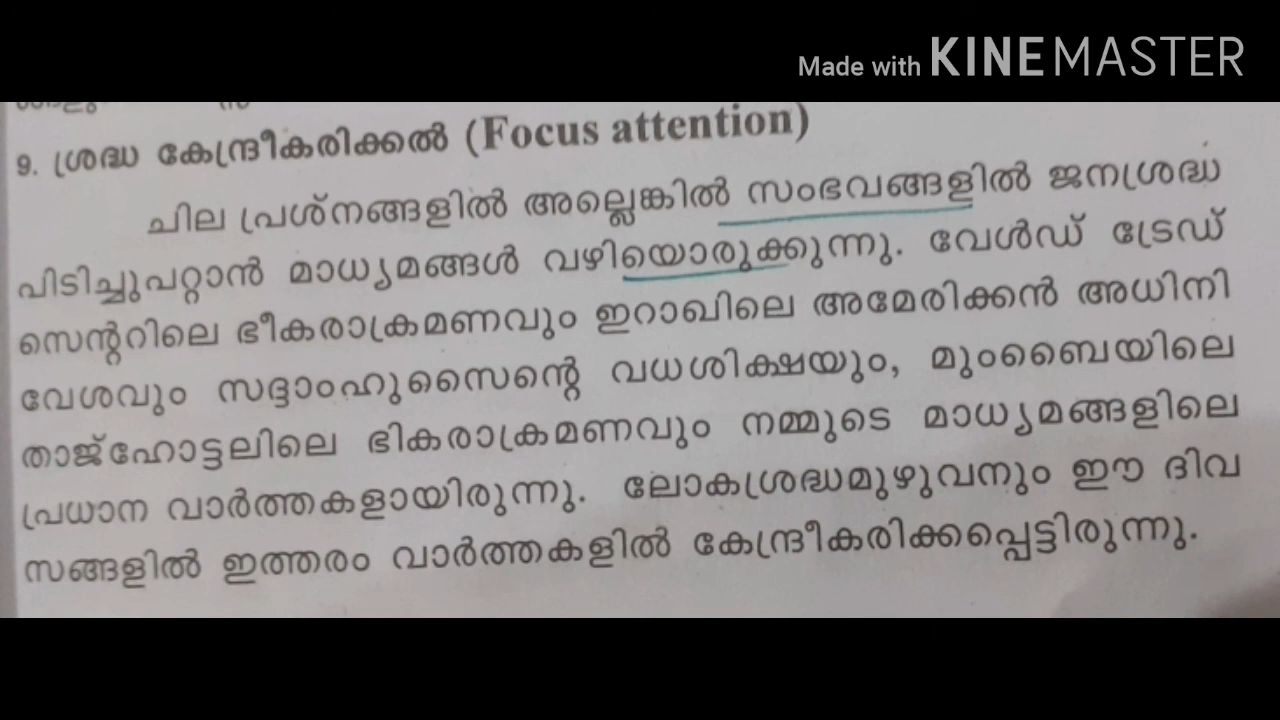 Made with KINEMASTER
9. ശ്രദ്ധ കേന്ദ്രീകരിക്കൽ (Focus attention)
ചില പ്രശ്നങ്ങളിൽ അല്ലെങ്കിൽ സംഭവങ്ങളിൽ ജനശ്രദ്ധ
പിടിച്ചുപറ്റാൻ മാധ്യമങ്ങൾ വഴിയൊരുക്കുന്നു. വേൾഡ് ട്രേഡ്
സെന്ററിലെ ഭീകരാക്രമണവും ഇറാഖിലെ അമേരിക്കൻ അധിനി
വേശവും സദ്ദാംഹുസൈന്റെ വധശിക്ഷയും, മുംബൈയിലെ
താജ്ഹോട്ടലിലെ ഭികരാക്രമണവും നമ്മുടെ മാധ്യമങ്ങളിലെ
പ്രധാന വാർത്തകളായിരുന്നു. ലോകശ്രദ്ധമുഴുവനും ഈ ദിവ
സങ്ങളിൽ ഇത്തരം വാർത്തകളിൽ കേന്ദ്രീകരിക്കപ്പെട്ടിരുന്നു.